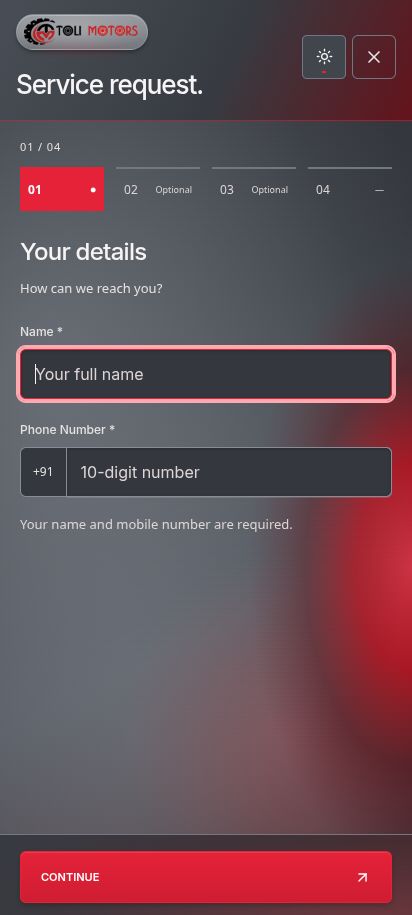 TOLI MOTORS
Service request.
01 / 04
01
02 Optional
03 Optional
04 —
Your details
How can we reach you?
Name *
Your full name
Phone Number *
+91 10-digit number
Your name and mobile number are required.
CONTINUE